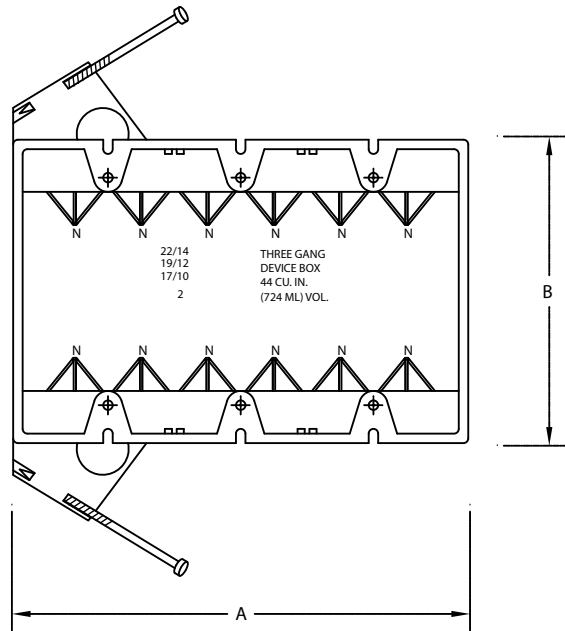 M
N N N N N N
22/14
19/12
17/10
2
THREE GANG
DEVICE BOX
44 CU. IN.
(724 ML) VOL.
B
N N N N N N
M
A